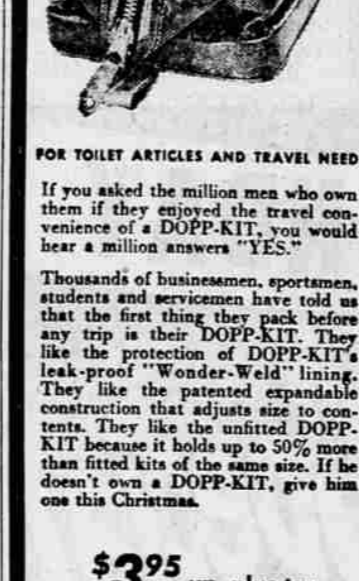 FOR TOILET ARTICLES AND TRAVEL NEED
If you asked the million men who own
them if they enjoyed the travel con-
venience of a DOPP-KIT, you would
hear a million answers "YES."
Thousands of businessmen, sportsmen,
students and servicemen have told us
that the first thing they pack before
any trip is their DOPP-KIT. They
like the protection of DOPP-KIT'
leak-proof "Wonder-Weld" lining.
They like the patented expandable
construction that adjusts size to con-
tents. They like the unfitted DOPP-
KIT because it holds up to 50% more
than fitted kits of the same size. If he
doesn't own a DOPP-KIT, give him
one this Christmas.
$3.95